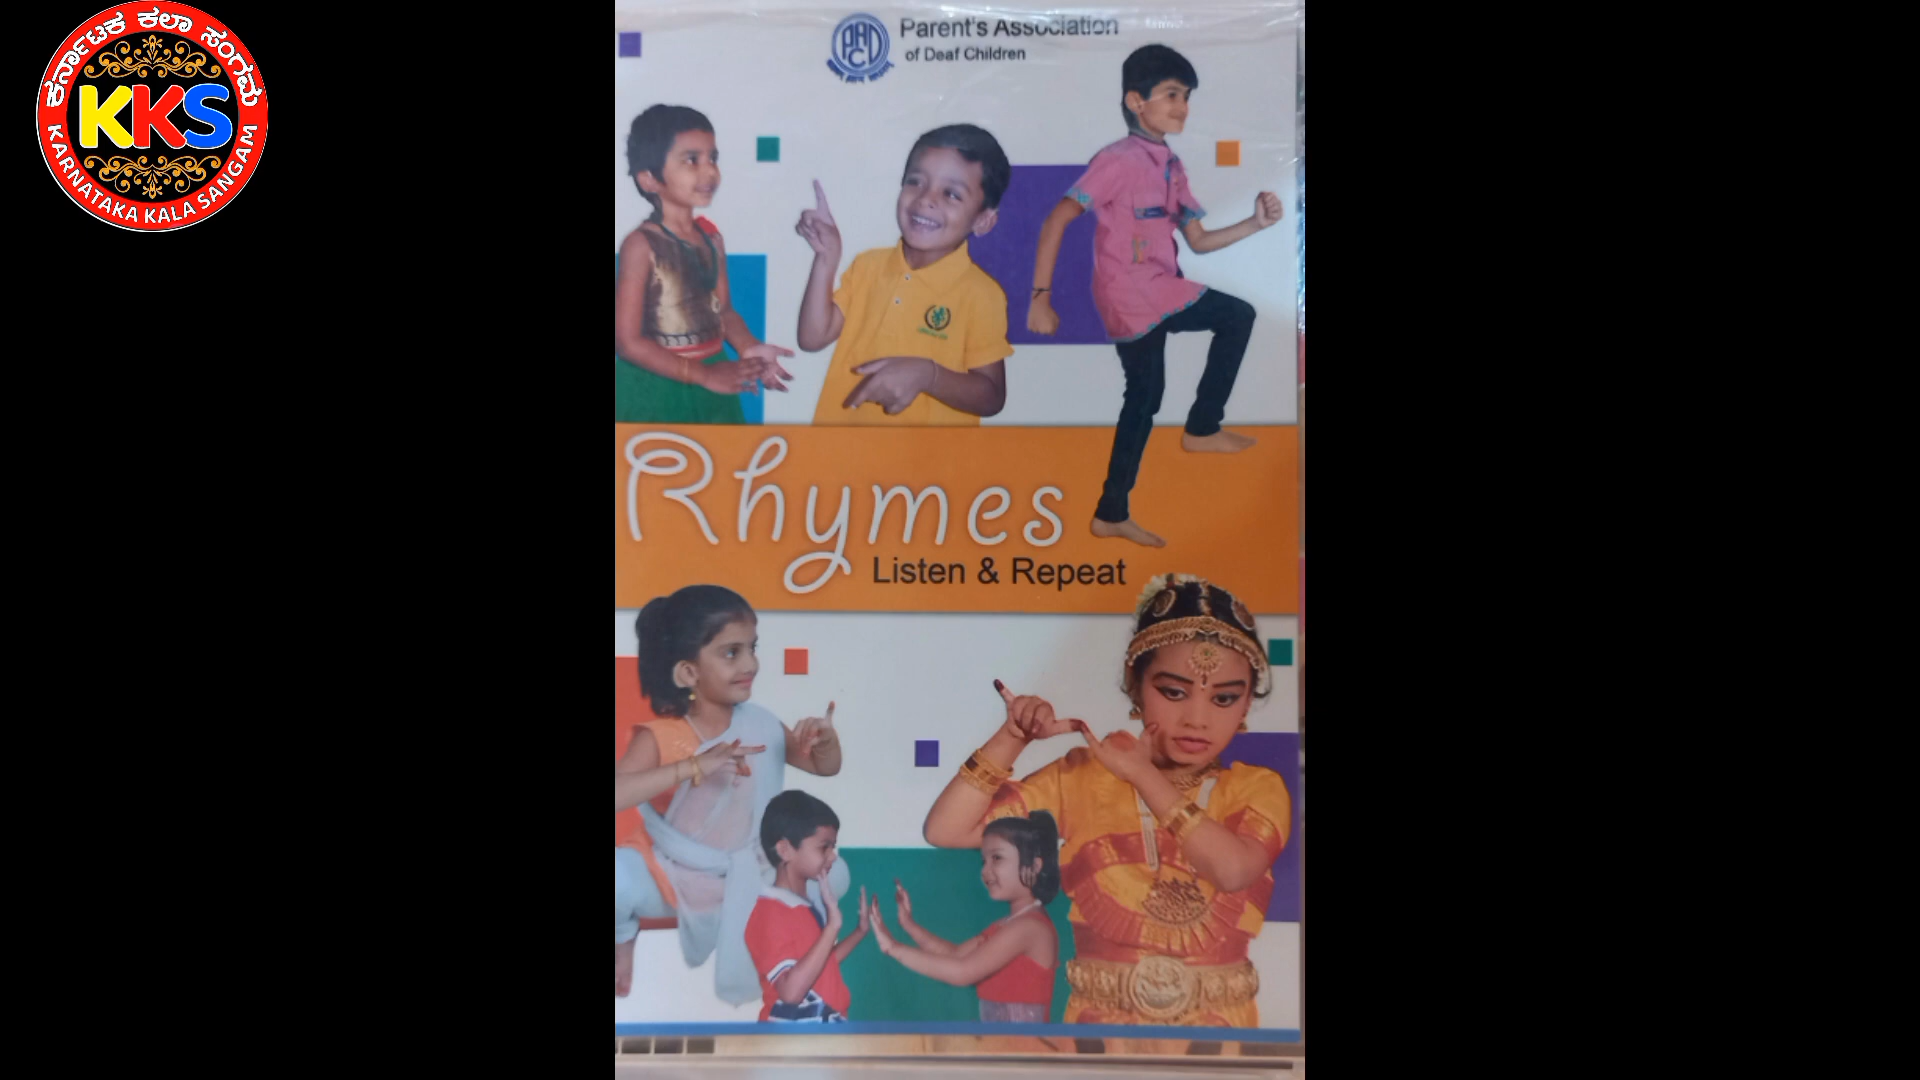 ಕರ್ನಾಟಕ ಕಲಾ ಸಂಗಮ
KKS
KARNATAKA KALA SANGAM
PADC
Parent's Association
of Deaf Children
Rhymes
Listen & Repeat